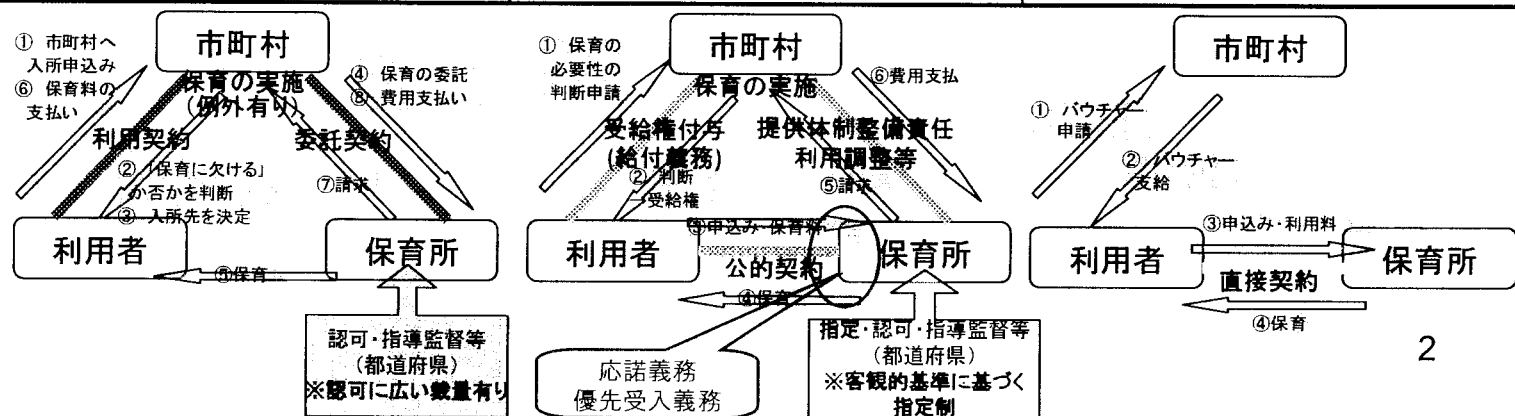 市町村
① 市町村へ
入所申込み
⑥ 保育料の
支払い
保育の実施
(例外有り)
④ 保育の委託
⑧ 費用支払い
利用契約
委託契約
②「保育に欠ける」
か否かを判断
③ 入所先を決定
⑦請求
利用者
保育所
⑤保育
認可・指導監督等
(都道府県)
※認可に広い裁量有り
市町村
① 保育の
必要性の
判断申請
保育の実施
⑥費用支払
受給権付与
(給付義務)
提供体制整備責任
利用調整等
② 判断
受給権
⑤請求
③申込み・保育料
利用者
保育所
公的契約
④保育
応諾義務
優先受入義務
指定・認可・指導監督等
(都道府県)
※客観的基準に基づく
指定制
市町村
① バウチャー
申請
② バウチャー
支給
③申込み・利用料
利用者
保育所
直接契約
④保育
2